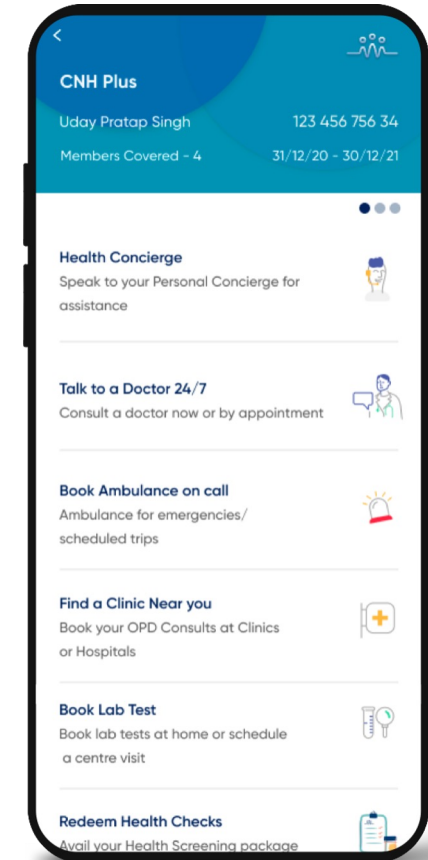 CNH Plus
Uday Pratap Singh 123 456 756 34
Members Covered - 4 31/12/20 - 30/12/21
Health Concierge
Speak to your Personal Concierge for
assistance
Talk to a Doctor 24/7
Consult a doctor now or by appointment
Book Ambulance on call
Ambulance for emergencies/
scheduled trips
Find a Clinic Near you
Book your OPD Consults at Clinics
or Hospitals
Book Lab Test
Book lab tests at home or schedule
a centre visit
Redeem Health Checks
Avail your Health Screening package